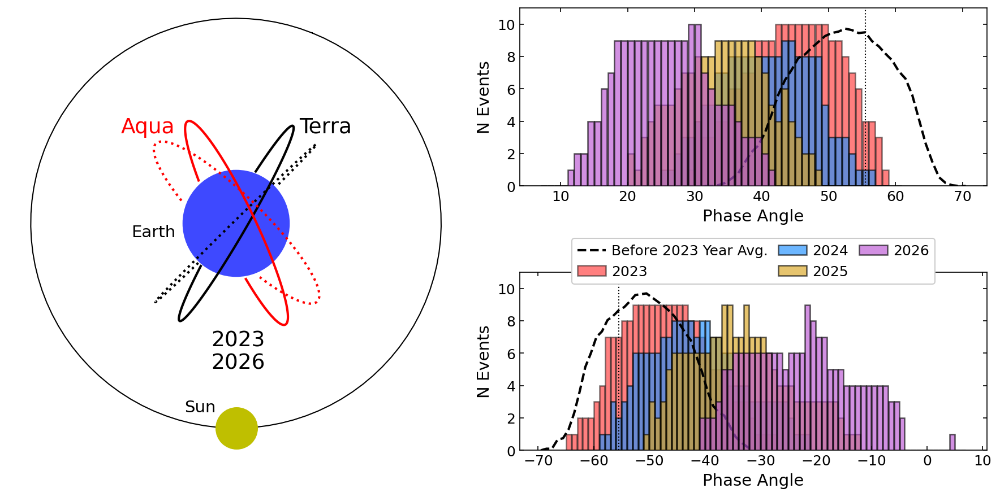 Aqua
Terra
Earth
2023
2026
Sun
10
8
6
4
2
0
N Events
10 20 30 40 50 60 70
Phase Angle
Before 2023 Year Avg.
2023
2024
2025
2026
10
8
6
4
2
0
N Events
−70 −60 −50 −40 −30 −20 −10 0 10
Phase Angle